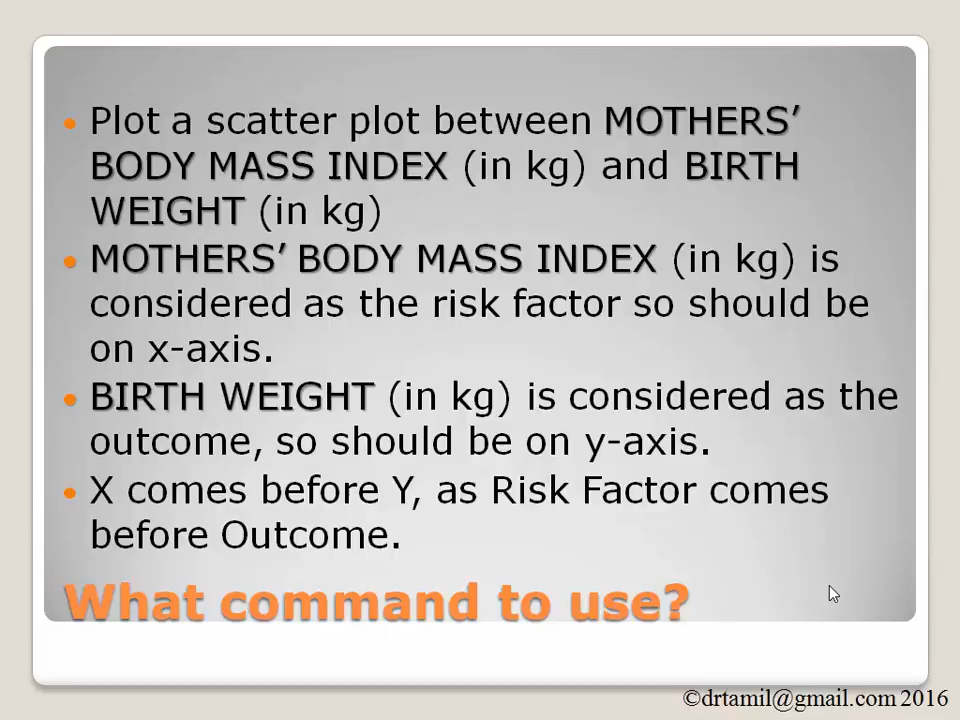 Plot a scatter plot between MOTHERS’
BODY MASS INDEX (in kg) and BIRTH
WEIGHT (in kg)
MOTHERS’ BODY MASS INDEX (in kg) is
considered as the risk factor so should be
on x-axis.
BIRTH WEIGHT (in kg) is considered as the
outcome, so should be on y-axis.
X comes before Y, as Risk Factor comes
before Outcome.
What command to use?
©drtamil@gmail.com 2016